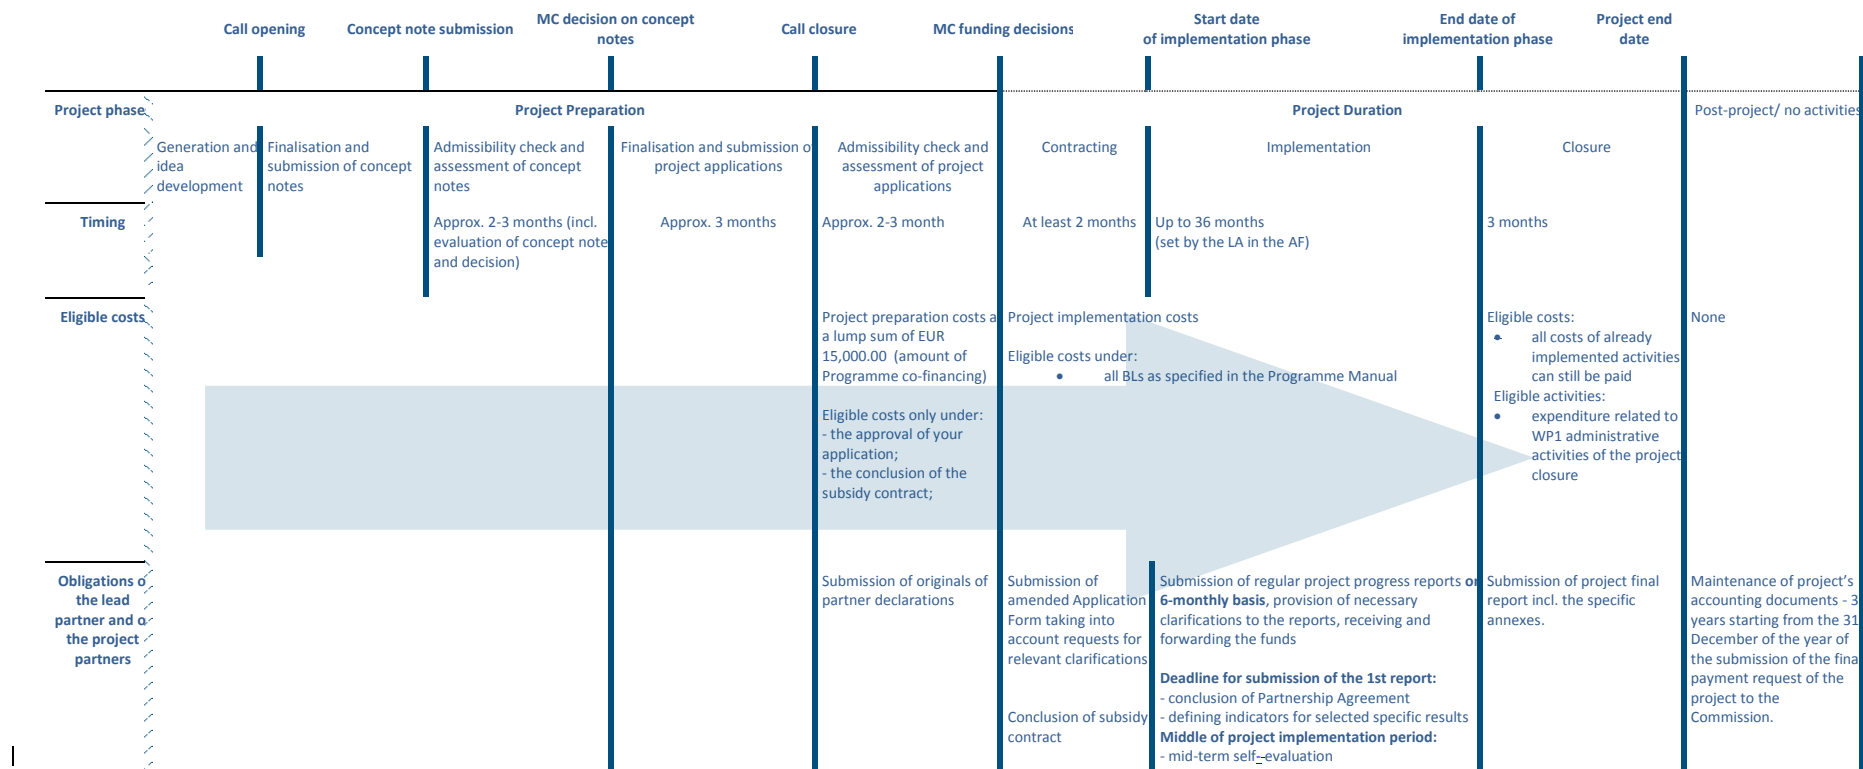 Call opening
Concept note submission
MC decision on concept
notes
Call closure
MC funding decisions
Start date
of implementation phase
End date of
implementation phase
Project end
date
Project phase
Project Preparation
Project Duration
Post-project/ no activities
Generation and
idea
development
Finalisation and
submission of concept
notes
Admissibility check and
assessment of concept
notes
Finalisation and submission o
project applications
Admissibility check and
assessment of project
applications
Contracting
Implementation
Closure
Timing
Approx. 2-3 months (incl.
evaluation of concept note
and decision)
Approx. 3 months
Approx. 2-3 month
At least 2 months
Up to 36 months
(set by the LA in the AF)
3 months
Eligible costs
Project preparation costs a
a lump sum of EUR
15,000.00 (amount of
Programme co-financing)
Eligible costs only under:
- the approval of your
application;
- the conclusion of the
subsidy contract;
Project implementation costs
Eligible costs under:
• all BLs as specified in the Programme Manual
Eligible costs:
• all costs of already
implemented activities
can still be paid
Eligible activities:
• expenditure related to
WP1 administrative
activities of the project
closure
None
Obligations o
the lead
partner and o
the project
partners
Submission of originals of
partner declarations
Submission of
amended Application
Form taking into
account requests for
relevant clarifications
Conclusion of subsidy
contract
Submission of regular project progress reports on
6-monthly basis, provision of necessary
clarifications to the reports, receiving and
forwarding the funds
Deadline for submission of the 1st report:
- conclusion of Partnership Agreement
- defining indicators for selected specific results
Middle of project implementation period:
- mid-term self--evaluation
Submission of project final
report incl. the specific
annexes.
Maintenance of project's
accounting documents - 3
years starting from the 31
December of the year of
the submission of the fina
payment request of the
project to the
Commission.